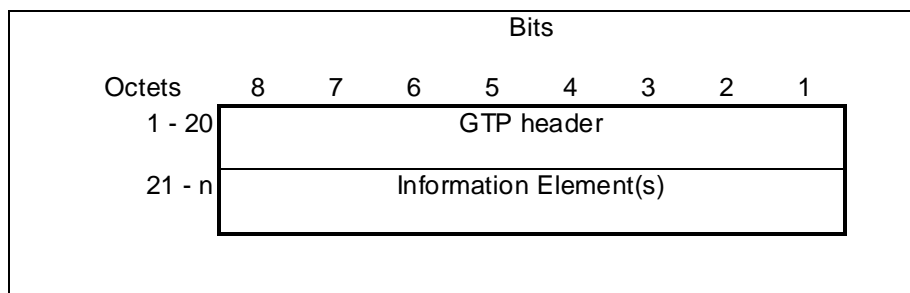 Bits
Octets 8 7 6 5 4 3 2 1
1 - 20 GTP header
21 - n Information Element(s)